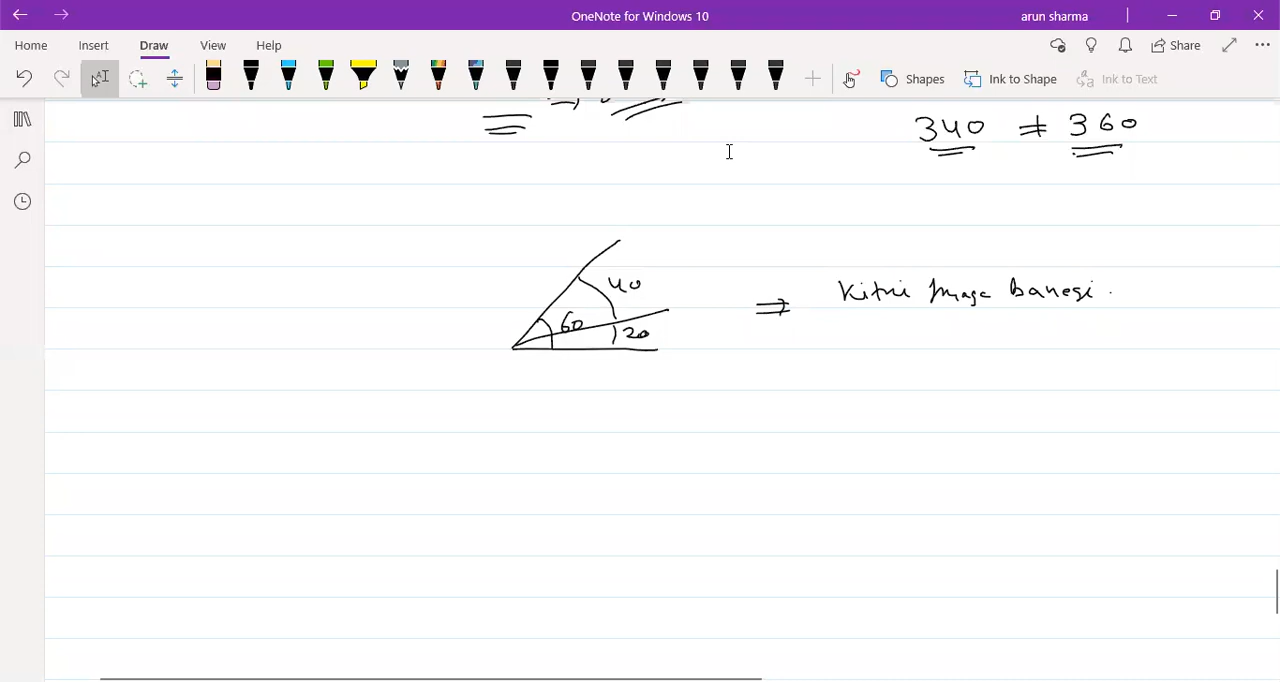 OneNote for Windows 10
arun sharma
Home Insert Draw View Help
Share
Shapes Ink to Shape Ink to Text
340 ≠ 360
40
60
20
⇒ Kitni Image banegi.